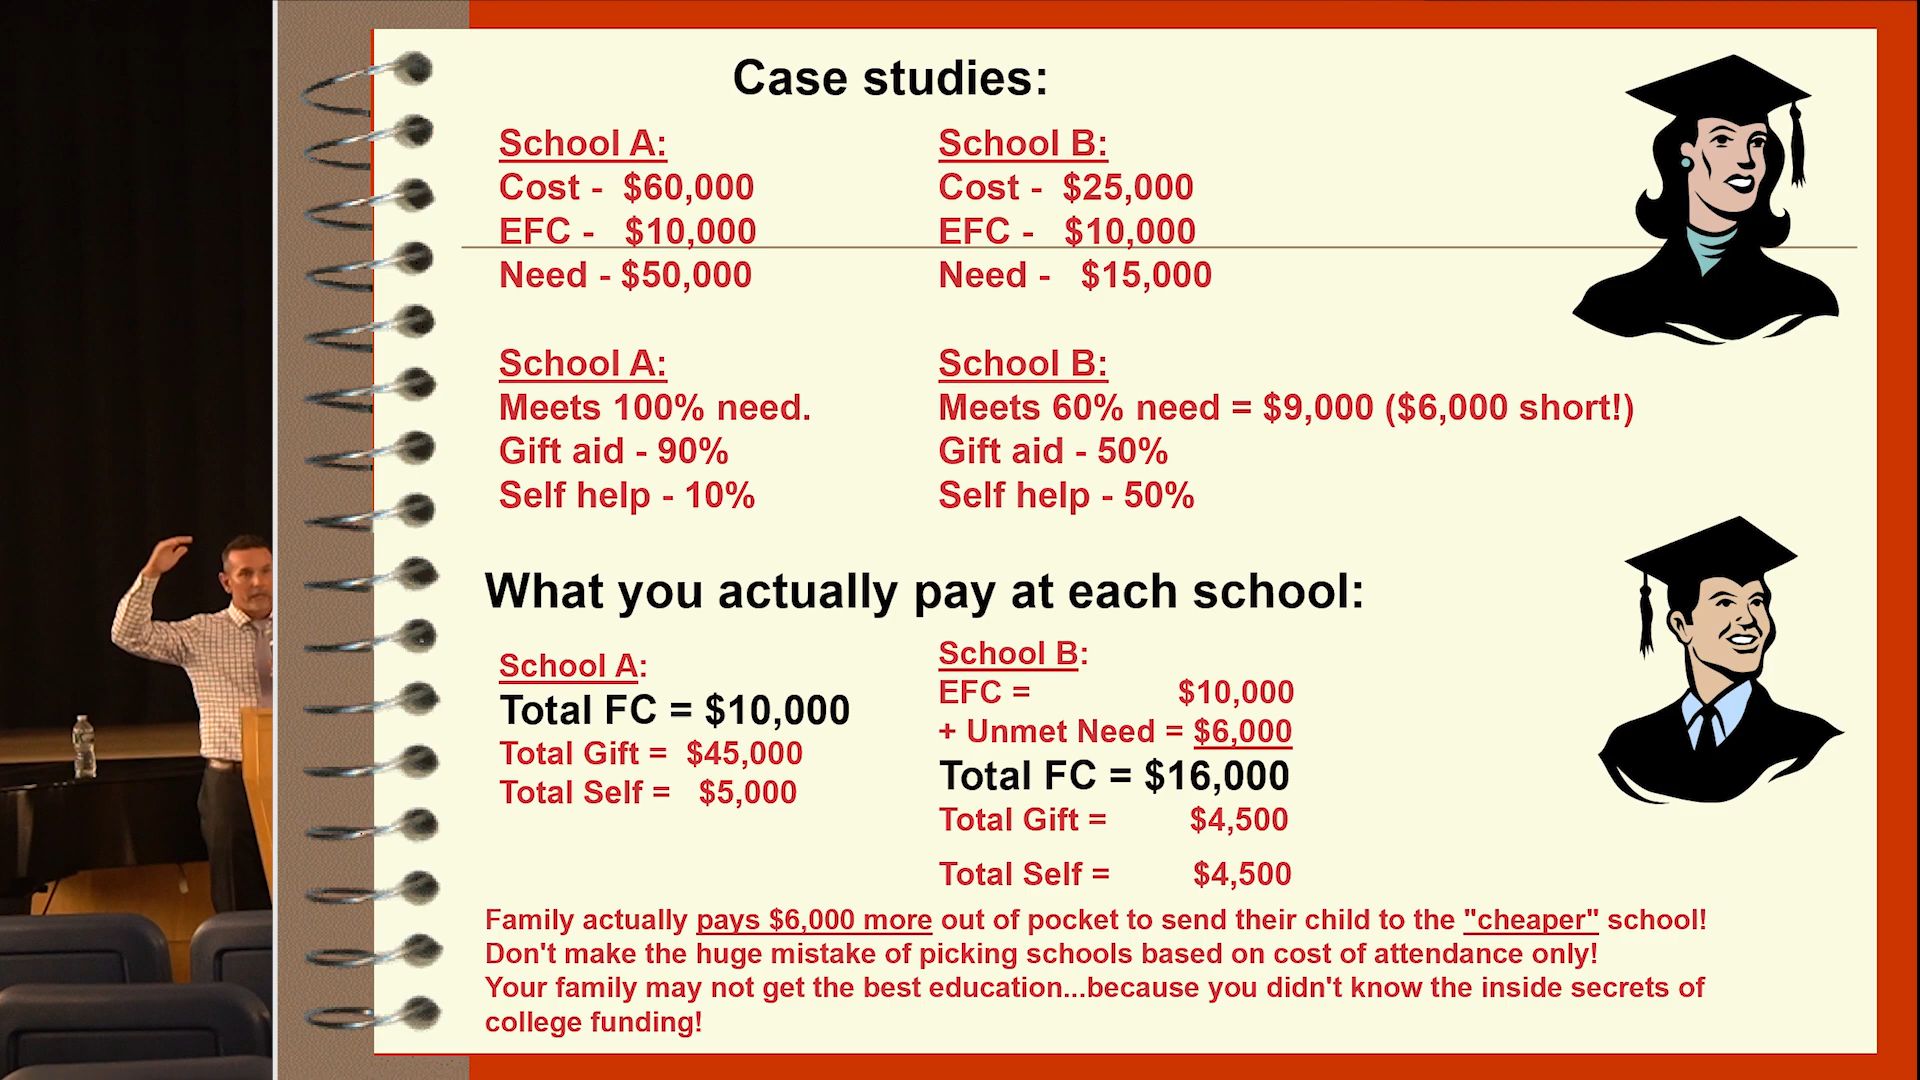 Case studies:
School A:
Cost - $60,000
EFC - $10,000
Need - $50,000
School B:
Cost - $25,000
EFC - $10,000
Need - $15,000
School A:
Meets 100% need.
Gift aid - 90%
Self help - 10%
School B:
Meets 60% need = $9,000 ($6,000 short!)
Gift aid - 50%
Self help - 50%
What you actually pay at each school:
School A:
Total FC = $10,000
Total Gift = $45,000
Total Self = $5,000
School B:
EFC = $10,000
+ Unmet Need = $6,000
Total FC = $16,000
Total Gift = $4,500
Total Self = $4,500
Family actually pays $6,000 more out of pocket to send their child to the "cheaper" school!
Don't make the huge mistake of picking schools based on cost of attendance only!
Your family may not get the best education...because you didn't know the inside secrets of
college funding!